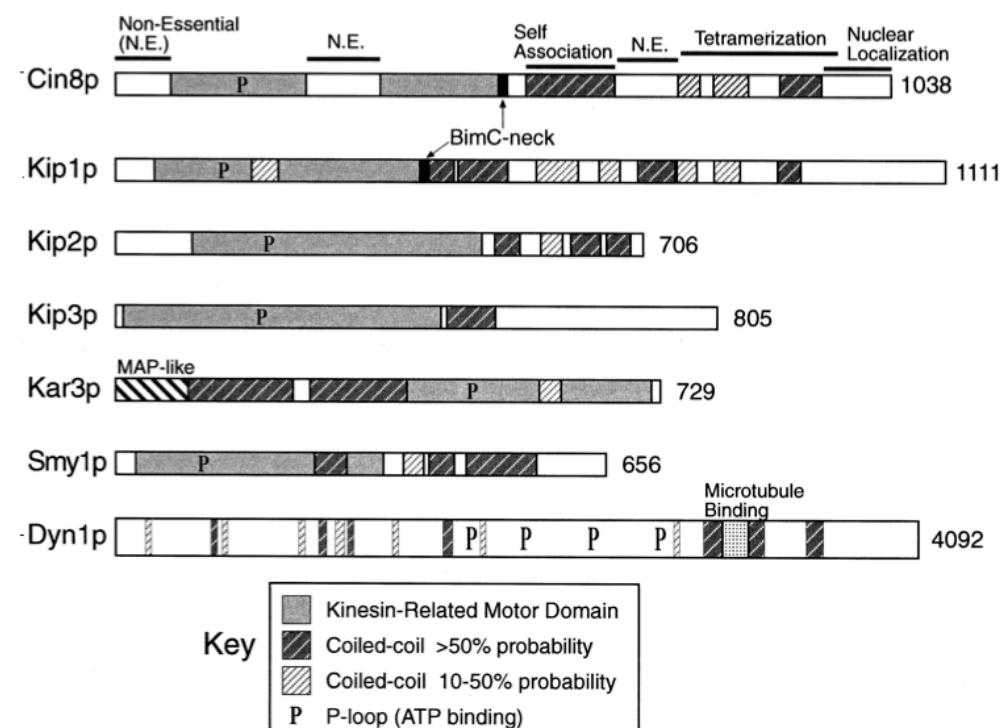 Non-Essential
(N.E.)
N.E.
Self
Association
N.E.
Tetramerization
Nuclear
Localization
Cin8p
P
1038
BimC-neck
Kip1p
P
1111
Kip2p
P
706
Kip3p
P
805
MAP-like
Kar3p
P
729
Smy1p
P
656
Microtubule
Binding
Dyn1p
P P P P
4092
Key
Kinesin-Related Motor Domain
Coiled-coil >50% probability
Coiled-coil 10-50% probability
P P-loop (ATP binding)